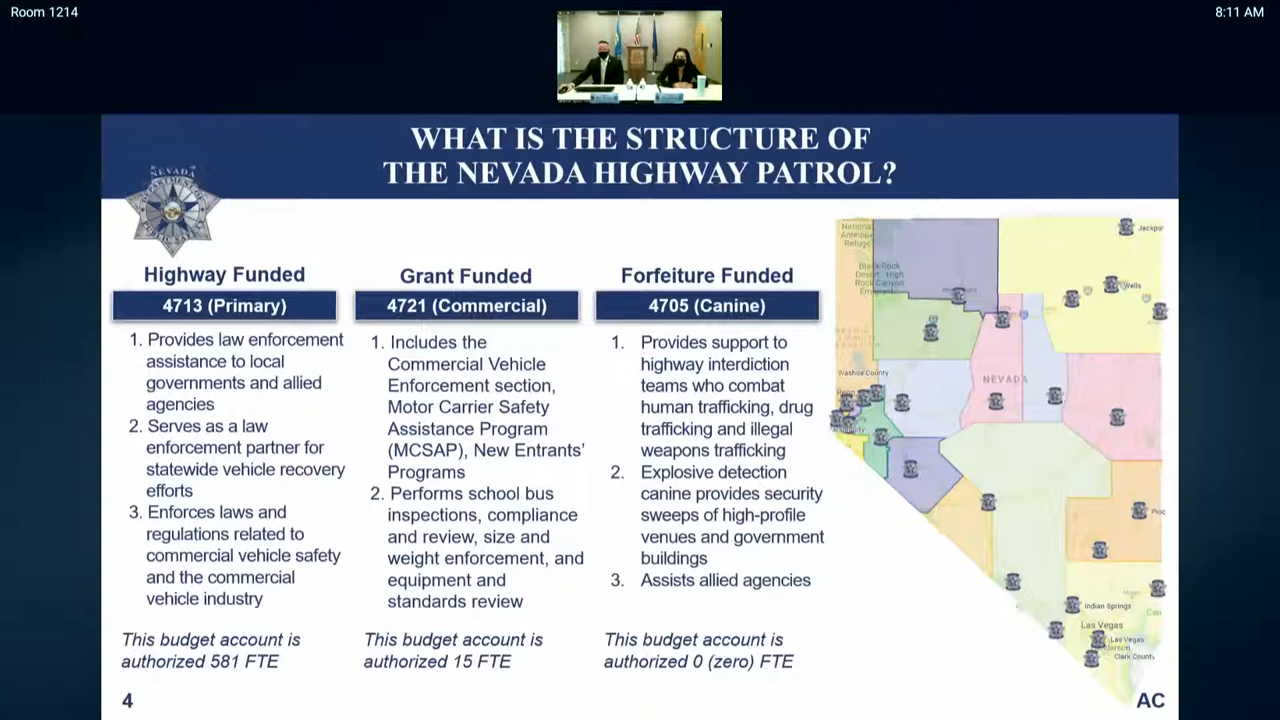 Room 1214
8:11 AM
WHAT IS THE STRUCTURE OF
THE NEVADA HIGHWAY PATROL?
NEVADA
Highway Funded
4713 (Primary)
1. Provides law enforcement
assistance to local
governments and allied
agencies
2. Serves as a law
enforcement partner for
statewide vehicle recovery
efforts
3. Enforces laws and
regulations related to
commercial vehicle safety
and the commercial
vehicle industry
This budget account is
authorized 581 FTE
Grant Funded
4721 (Commercial)
1. Includes the
Commercial Vehicle
Enforcement section,
Motor Carrier Safety
Assistance Program
(MCSAP), New Entrants'
Programs
2. Performs school bus
inspections, compliance
and review, size and
weight enforcement, and
equipment and
standards review
This budget account is
authorized 15 FTE
Forfeiture Funded
4705 (Canine)
1. Provides support to
highway interdiction
teams who combat
human trafficking, drug
trafficking and illegal
weapons trafficking
2. Explosive detection
canine provides security
sweeps of high-profile
venues and government
buildings
3. Assists allied agencies
This budget account is
authorized 0 (zero) FTE
Jackpot
Wells
Washoe County
NEVADA
Pioc
Indian Springs
Las Vegas
Las Vegas
Clark County
4
AC